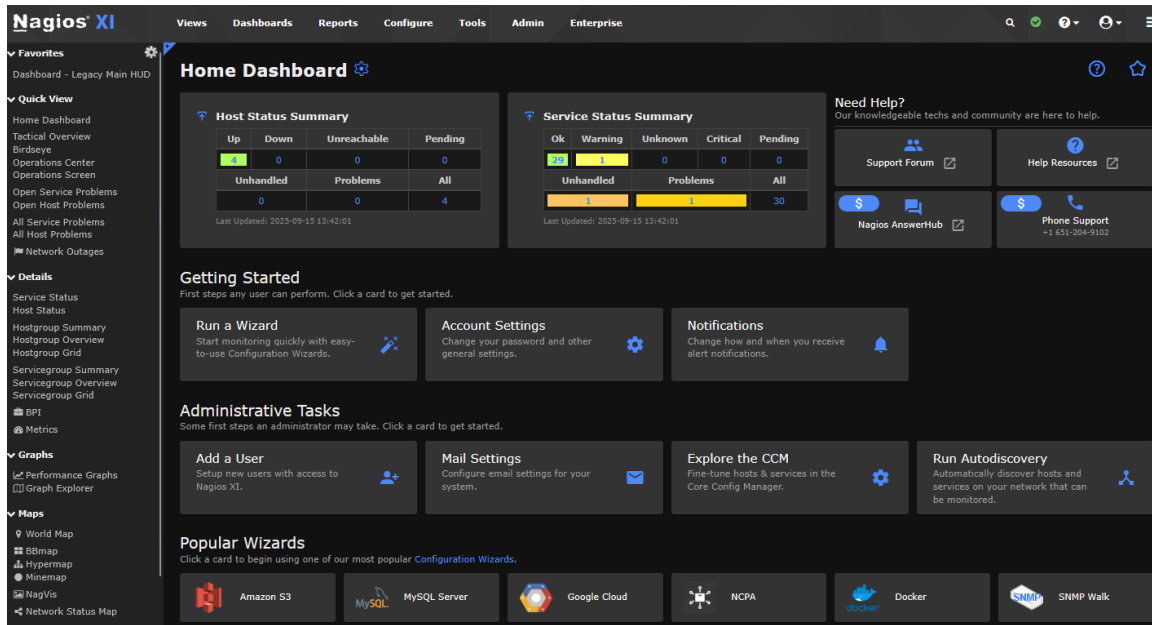 Nagios XI
Views Dashboards Reports Configure Tools Admin Enterprise
Favorites
Dashboard - Legacy Main HUD
Quick View
Home Dashboard
Tactical Overview
Birdseye
Operations Center
Operations Screen
Open Service Problems
Open Host Problems
All Service Problems
All Host Problems
Network Outages
Details
Service Status
Host Status
Hostgroup Summary
Hostgroup Overview
Hostgroup Grid
Servicegroup Summary
Servicegroup Overview
Servicegroup Grid
BPI
Metrics
Graphs
Performance Graphs
Graph Explorer
Maps
World Map
BBmap
Hypermap
Minemap
NagVis
Network Status Map
Home Dashboard
Host Status Summary
Up Down Unreachable Pending
4 0 0 0
Unhandled Problems All
0 0 4
Last Updated: 2025-09-15 13:42:01
Service Status Summary
Ok Warning Unknown Critical Pending
29 1 0 0 0
Unhandled Problems All
1 1 30
Last Updated: 2025-09-15 13:42:01
Need Help?
Our knowledgeable techs and community are here to help.
Support Forum
Help Resources
$
Nagios AnswerHub
$
Phone Support
+1 651-204-9102
Getting Started
First steps any user can perform. Click a card to get started.
Run a Wizard
Start monitoring quickly with easy-
to-use Configuration Wizards.
Account Settings
Change your password and other
general settings.
Notifications
Change how and when you receive
alert notifications.
Administrative Tasks
Some first steps an administrator may take. Click a card to get started.
Add a User
Setup new users with access to
Nagios XI.
Mail Settings
Configure email settings for your
system.
Explore the CCM
Fine-tune hosts & services in the
Core Config Manager.
Run Autodiscovery
Automatically discover hosts and
services on your network that can
be monitored.
Popular Wizards
Click a card to begin using one of our most popular Configuration Wizards.
Amazon S3
MySQL
MySQL Server
Google Cloud
NCPA
docker
Docker
SNMP
SNMP Walk